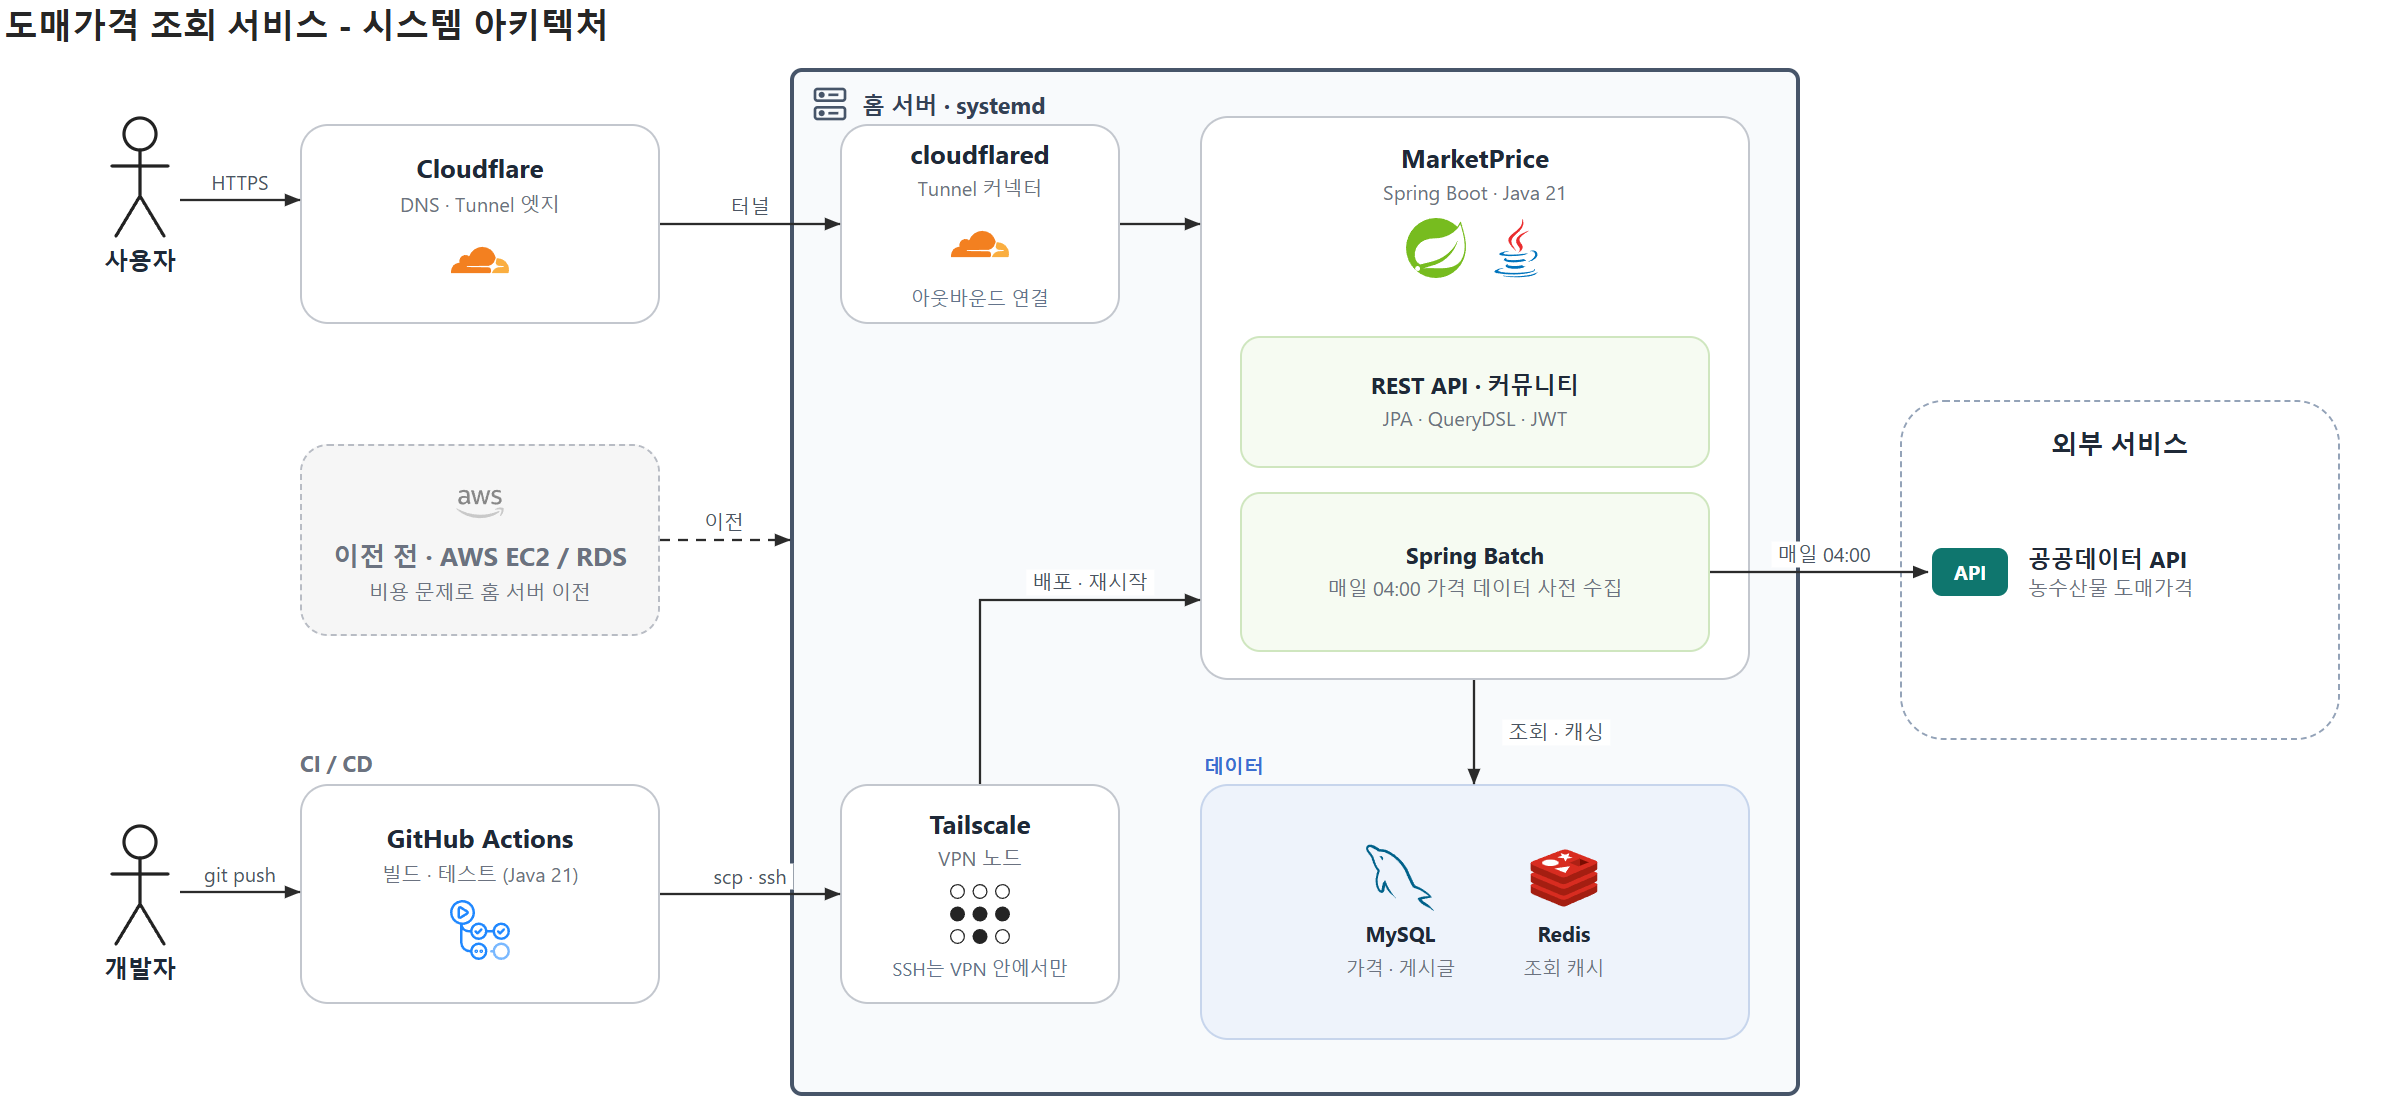 도매가격 조회 서비스 - 시스템 아키텍처
홈 서버 · systemd
사용자
HTTPS
Cloudflare
DNS · Tunnel 엣지
터널
cloudflared
Tunnel 커넥터
아웃바운드 연결
MarketPrice
Spring Boot · Java 21
REST API · 커뮤니티
JPA · QueryDSL · JWT
Spring Batch
매일 04:00 가격 데이터 사전 수집
매일 04:00
외부 서비스
API
공공데이터 API
농수산물 도매가격
aws
이전 전 · AWS EC2 / RDS
비용 문제로 홈 서버 이전
이전
배포 · 재시작
조회 · 캐싱
CI / CD
개발자
git push
GitHub Actions
빌드 · 테스트 (Java 21)
scp · ssh
Tailscale
VPN 노드
SSH는 VPN 안에서만
데이터
MySQL
가격 · 게시글
Redis
조회 캐시